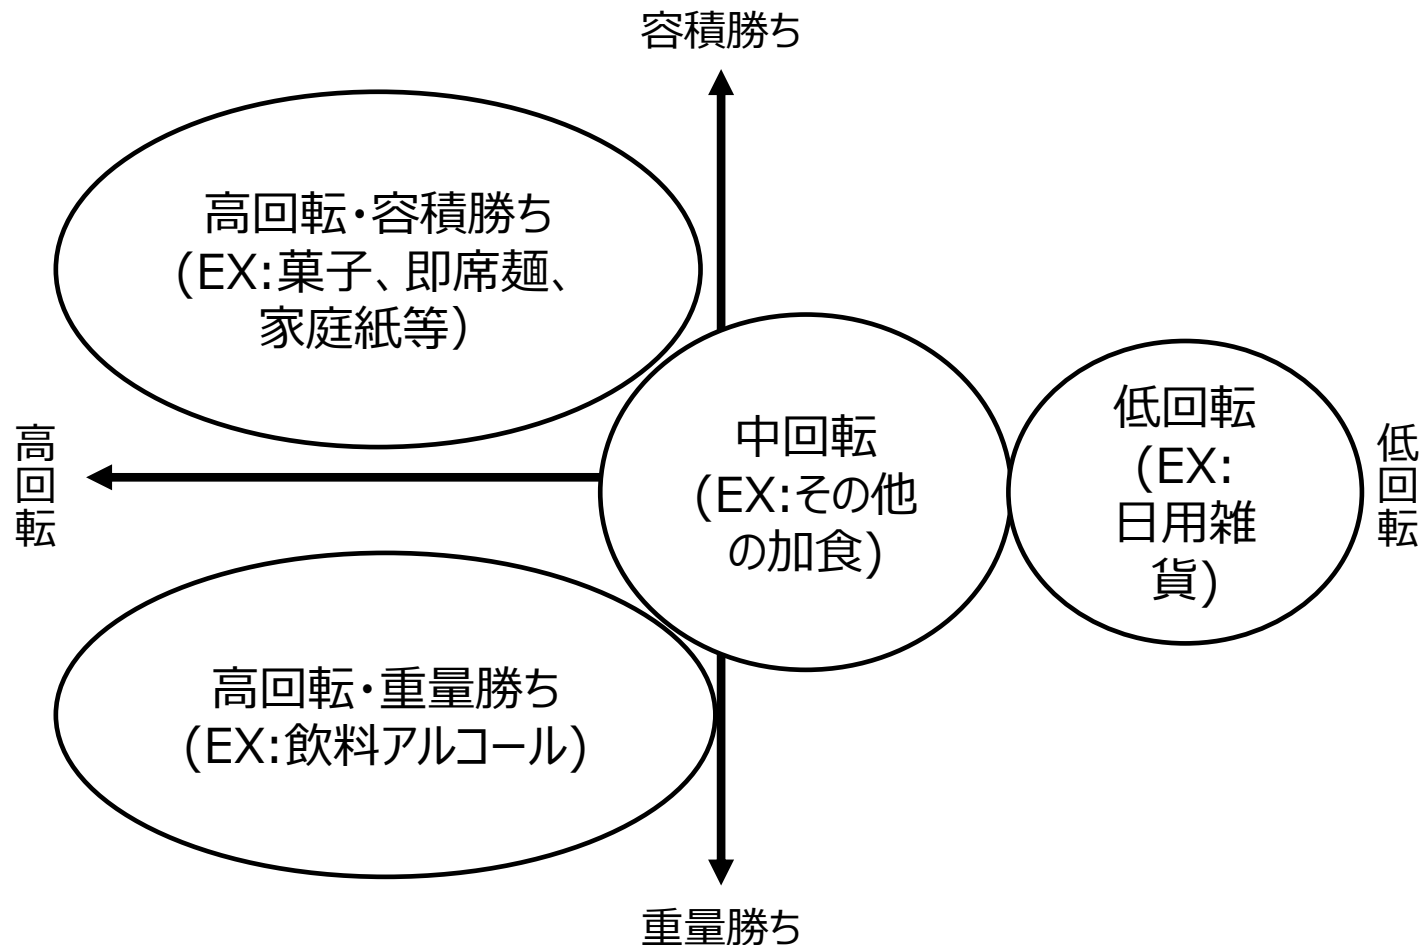 容積勝ち
高回転・容積勝ち
(EX:菓子、即席麺、
家庭紙等)
高回転
中回転
(EX:その他
の加食)
低回転
(EX:
日用雑
貨)
低回転
高回転・重量勝ち
(EX:飲料アルコール)
重量勝ち